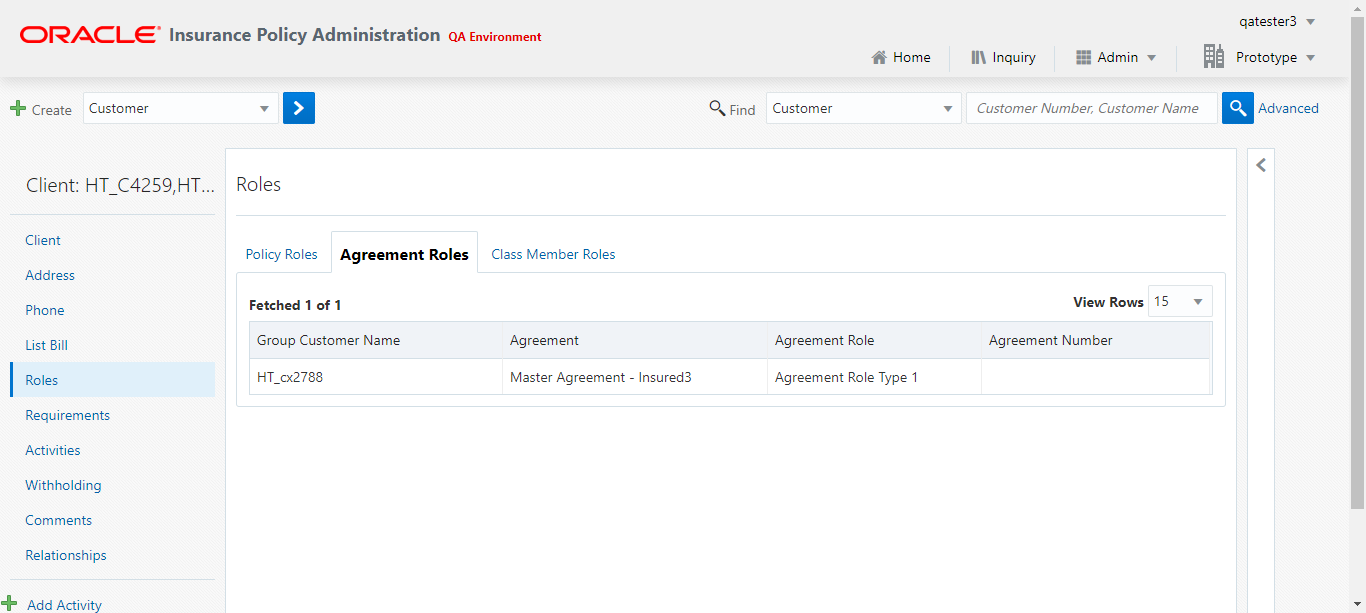 qatester3
ORACLE® Insurance Policy Administration QA Environment
Home Inquiry Admin Prototype
Create Customer Find Customer Customer Number, Customer Name Advanced
Client: HT_C4259,HT...
Client
Address
Phone
List Bill
Roles
Requirements
Activities
Withholding
Comments
Relationships
Add Activity
Roles
Policy Roles Agreement Roles Class Member Roles
Fetched 1 of 1 View Rows 15
Group Customer Name Agreement Agreement Role Agreement Number
HT_cx2788 Master Agreement - Insured3 Agreement Role Type 1